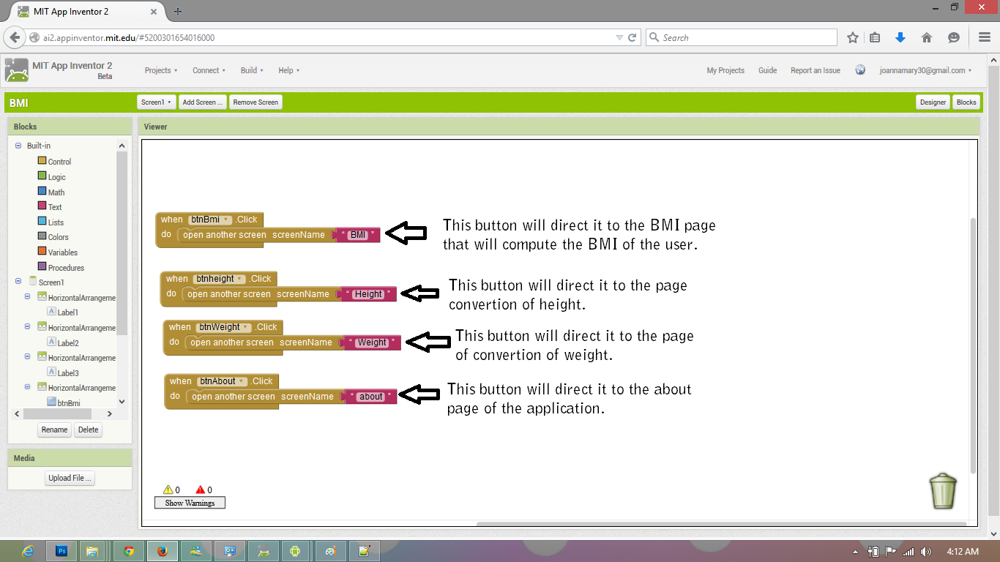 MIT App Inventor 2
ai2.appinventor.mit.edu/#5200301654016000
Search
MIT App Inventor 2
Beta
Projects Connect Build Help
My Projects Guide Report an Issue joannamary30@gmail.com
BMI Screen1 Add Screen ... Remove Screen Designer Blocks
Blocks
Viewer
Built-in
Control
Logic
Math
Text
Lists
Colors
Variables
Procedures
Screen1
HorizontalArrangeme
Label1
HorizontalArrangeme
Label2
HorizontalArrangeme
Label3
HorizontalArrangeme
btnBmi
Rename Delete
Media
Upload File ...
when btnBmi .Click
do open another screen screenName “ BMI ”
This button will direct it to the BMI page
that will compute the BMI of the user.
when btnheight .Click
do open another screen screenName “ Height ”
This button will direct it to the page
convertion of height.
when btnWeight .Click
do open another screen screenName “ Weight ”
This button will direct it to the page
of convertion of weight.
when btnAbout .Click
do open another screen screenName “ about ”
This button will direct it to the about
page of the application.
0 0
Show Warnings
Ps
4:12 AM